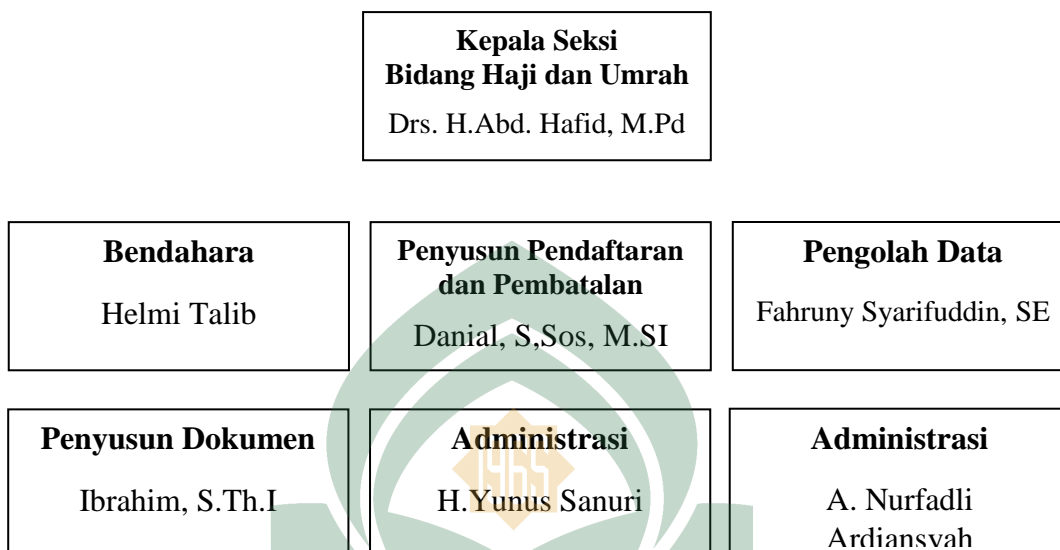 Kepala Seksi
Bidang Haji dan Umrah
Drs. H.Abd. Hafid, M.Pd
Bendahara
Helmi Talib
Penyusun Pendaftaran
dan Pembatalan
Danial, S,Sos, M.SI
Pengolah Data
Fahruny Syarifuddin, SE
Penyusun Dokumen
Ibrahim, S.Th.I
Administrasi
H.Yunus Sanuri
1965
Administrasi
A. Nurfadli
Ardiansyah